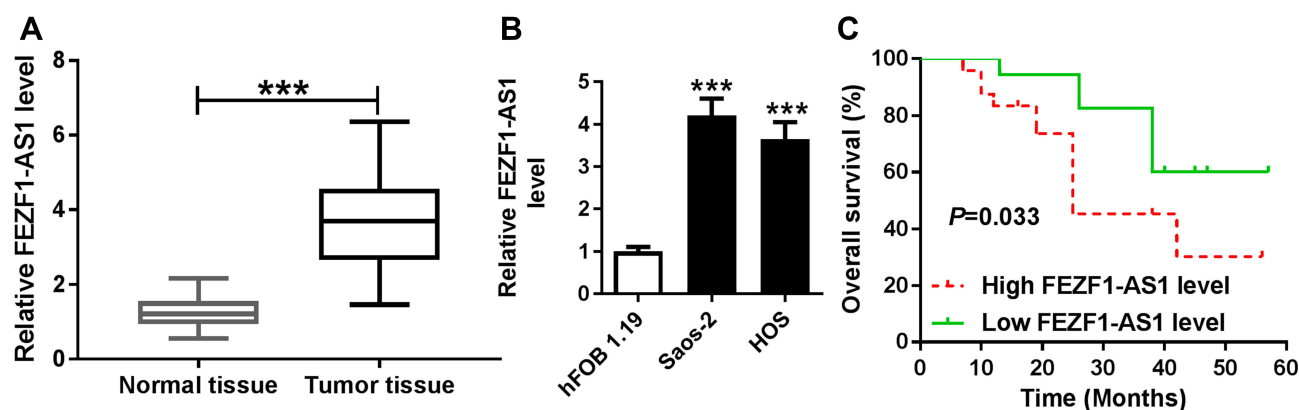 A
Relative FEZF1-AS1 level
8
6
4
2
0
***
Normal tissue
Tumor tissue
B
Relative FEZF1-AS1
level
5
4
3
2
1
0
***
***
hFOB 1.19
Saos-2
HOS
C
Overall survival (%)
100
80
60
40
20
0
P=0.033
High FEZF1-AS1 level
Low FEZF1-AS1 level
0
10
20
30
40
50
60
Time (Months)